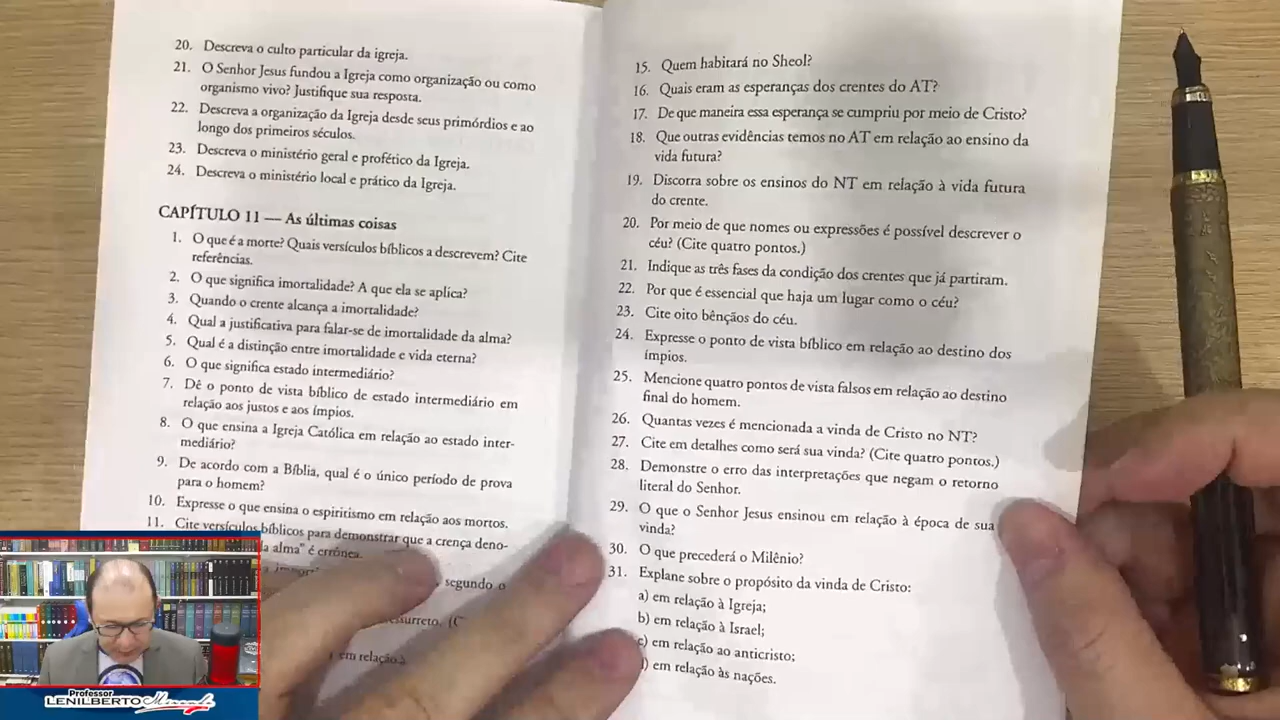 20. Descreva o culto particular da igreja.
21. O Senhor Jesus fundou a Igreja como organização ou como
organismo vivo? Justifique sua resposta.
22. Descreva a organização da Igreja desde seus primórdios e ao
longo dos primeiros séculos.
23. Descreva o ministério geral e profético da Igreja.
24. Descreva o ministério local e prático da Igreja.
CAPÍTULO 11 — As últimas coisas
1. O que é a morte? Quais versículos bíblicos a descrevem? Cite
referências.
2. O que significa imortalidade? A que ela se aplica?
3. Quando o crente alcança a imortalidade?
4. Qual a justificativa para falar-se de imortalidade da alma?
5. Qual é a distinção entre imortalidade e vida eterna?
6. O que significa estado intermediário?
7. Dê o ponto de vista bíblico de estado intermediário em
relação aos justos e aos ímpios.
8. O que ensina a Igreja Católica em relação ao estado inter-
mediário?
9. De acordo com a Bíblia, qual é o único período de prova
para o homem?
10. Expresse o que ensina o espiritismo em relação aos mortos.
11. Cite versículos bíblicos para demonstrar que a crença deno-
alma" é errônea.
segundo o
em relação à
15. Quem habitará no Sheol?
16. Quais eram as esperanças dos crentes do AT?
17. De que maneira essa esperança se cumpriu por meio de Cristo?
18. Que outras evidências temos no AT em relação ao ensino da
vida futura?
19. Discorra sobre os ensinos do NT em relação à vida futura
do crente.
20. Por meio de que nomes ou expressões é possível descrever o
céu? (Cite quatro pontos.)
21. Indique as três fases da condição dos crentes que já partiram.
22. Por que é essencial que haja um lugar como o céu?
23. Cite oito bênçãos do céu.
24. Expresse o ponto de vista bíblico em relação ao destino dos
ímpios.
25. Mencione quatro pontos de vista falsos em relação ao destino
final do homem.
26. Quantas vezes é mencionada a vinda de Cristo no NT?
27. Cite em detalhes como será sua vinda? (Cite quatro pontos.)
28. Demonstre o erro das interpretações que negam o retorno
literal do Senhor.
29. O que o Senhor Jesus ensinou em relação à época de sua
vinda?
30. O que precederá o Milênio?
31. Explane sobre o propósito da vinda de Cristo:
a) em relação à Igreja;
b) em relação à Israel;
c) em relação ao anticristo;
) em relação às nações.
Professor
LENILBERTO Miranda